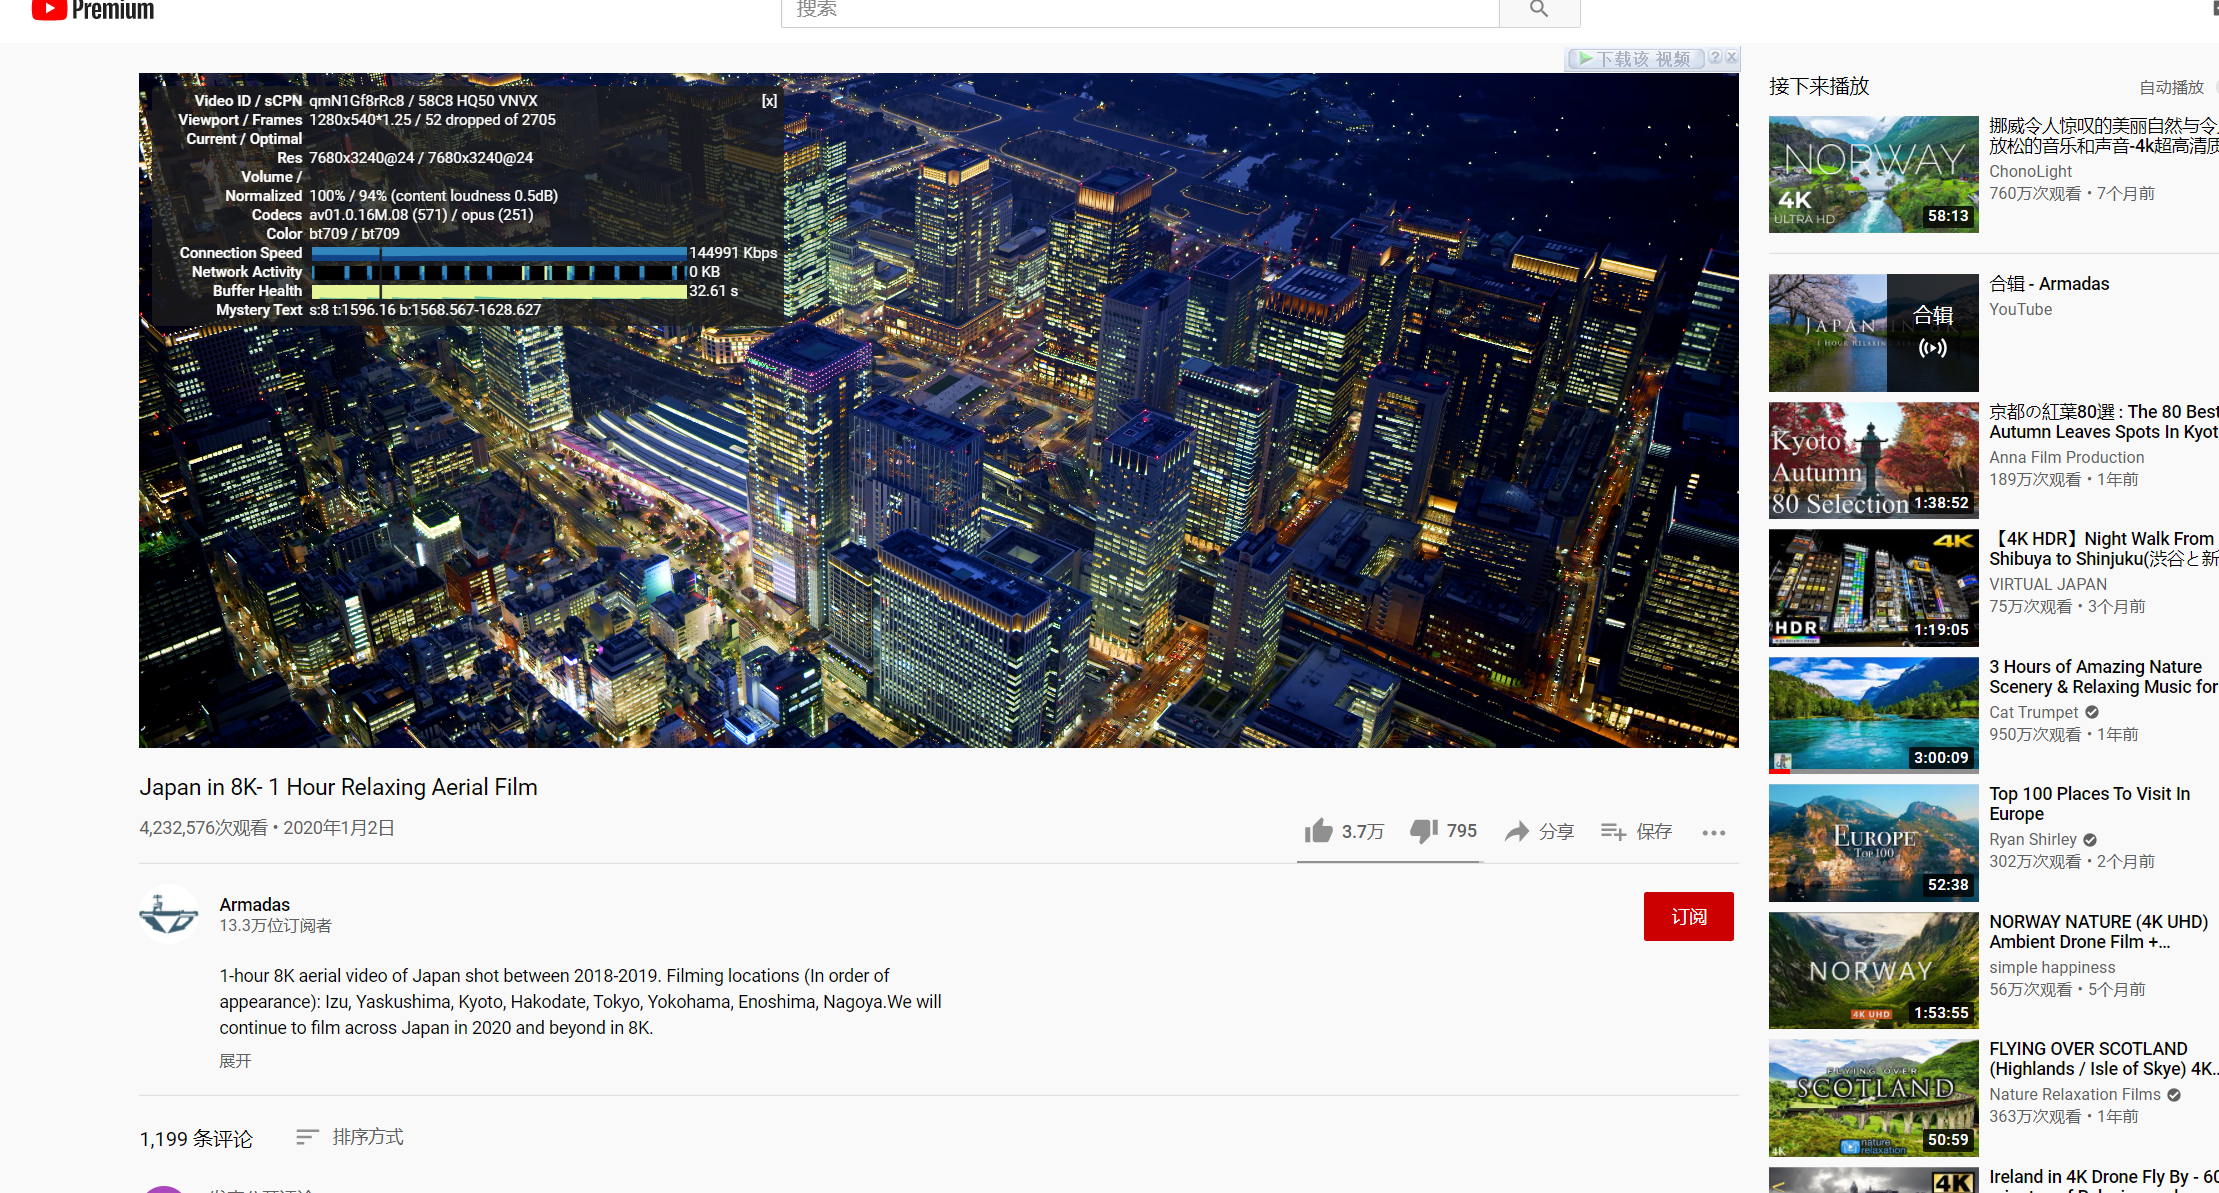 Premium
搜索
下载该 视频 ? x
Video ID / sCPN qmN1Gf8rRc8 / 58C8 HQ50 VNVX [x]
Viewport / Frames 1280x540*1.25 / 52 dropped of 2705
Current / Optimal
Res 7680x3240@24 / 7680x3240@24
Volume /
Normalized 100% / 94% (content loudness 0.5dB)
Codecs av01.0.16M.08 (571) / opus (251)
Color bt709 / bt709
Connection Speed 144991 Kbps
Network Activity 0 KB
Buffer Health 32.61 s
Mystery Text s:8 t:1596.16 b:1568.567-1628.627
Japan in 8K- 1 Hour Relaxing Aerial Film
4,232,576次观看 • 2020年1月2日
3.7万 795 分享 保存
Armadas
13.3万位订阅者
订阅
1-hour 8K aerial video of Japan shot between 2018-2019. Filming locations (In order of
appearance): Izu, Yaskushima, Kyoto, Hakodate, Tokyo, Yokohama, Enoshima, Nagoya.We will
continue to film across Japan in 2020 and beyond in 8K.
展开
1,199 条评论 排序方式
接下来播放 自动播放
NORWAY
4K
ULTRA HD
58:13
挪威令人惊叹的美丽自然与令
放松的音乐和声音-4k超高清质
ChonoLight
760万次观看 • 7个月前
JAPAN IN
1 HOUR RELAXING
合辑
合辑 - Armadas
YouTube
Kyoto
Autumn
80 Selection
1:38:52
京都の紅葉80選 : The 80 Best
Autumn Leaves Spots In Kyot
Anna Film Production
189万次观看 • 1年前
4K
HDR
1:19:05
【4K HDR】Night Walk From
Shibuya to Shinjuku(渋谷と新
VIRTUAL JAPAN
75万次观看 • 3个月前
3:00:09
3 Hours of Amazing Nature
Scenery & Relaxing Music for
Cat Trumpet
950万次观看 • 1年前
EUROPE
TOP 100
52:38
Top 100 Places To Visit In
Europe
Ryan Shirley
302万次观看 • 2个月前
NORWAY
4K UHD
1:53:55
NORWAY NATURE (4K UHD)
Ambient Drone Film +...
simple happiness
56万次观看 • 5个月前
FLYING OVER
SCOTLAND
4K
nature
relaxation
50:59
FLYING OVER SCOTLAND
(Highlands / Isle of Skye) 4K...
Nature Relaxation Films
363万次观看 • 1年前
4K
Ireland in 4K Drone Fly By - 60